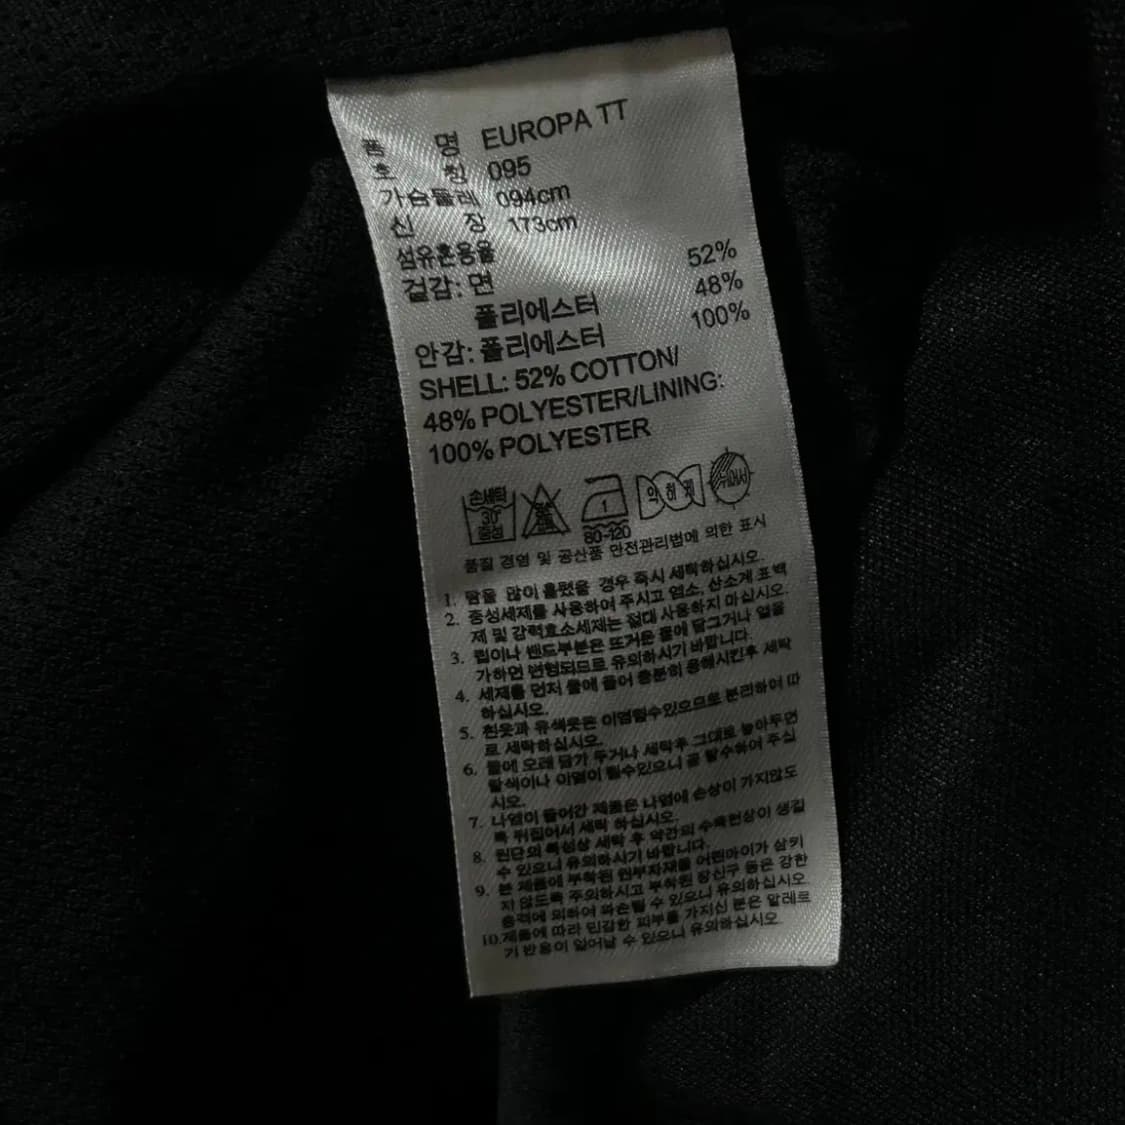 품 명 EUROPA TT
호 칭 095
가슴둘레 094cm
신 장 173cm
섬유혼용율
겉감: 면 52%
폴리에스터 48%
안감: 폴리에스터 100%
SHELL: 52% COTTON/
48% POLYESTER/LINING:
100% POLYESTER
손세탁
30°
중성
1
80-120
약하게
뉘어서
품질 경영 및 공산품 안전관리법에 의한 표시
1. 땀을 많이 흘렸을 경우 즉시 세탁하십시오.
2. 중성세제를 사용하여 주시고 염소, 산소계 표백
제 및 강력효소세제는 절대 사용하지 마십시오.
3. 립이나 밴드부분은 뜨거운 물에 담그거나 열을
가하면 변형되므로 유의하시기 바랍니다.
4. 세제를 먼저 물에 풀어 충분히 용해시킨후 세탁
하십시오.
5. 흰옷과 유색옷은 이염될수있으므로 분리하여 따
로 세탁하십시오.
6. 물에 오래 담가 두거나 세탁후 그대로 놓아두면
탈색이나 이염이 될수있으니 곧 탈수하여 주십
시오.
7. 나염이 들어간 제품은 나염에 손상이 가지않도
록 뒤집어서 세탁 하십시오.
8. 원단의 특성상 세탁 후 약간의 수축현상이 생길
수 있으니 유의하시기 바랍니다.
9. 본 제품에 부착된 원부자재를 어린아이가 삼키
지 않도록 주의하시고 부착된 장신구 등은 강한
충격에 의하여 파손될 수 있으니 유의하십시오
10.제품에 따라 민감한 피부를 가지신 분은 알레르
기 반응이 일어날 수 있으니 유의하십시오